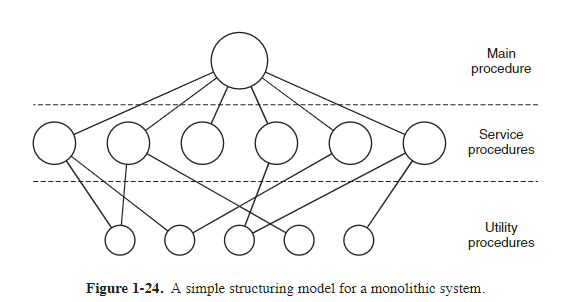 Main
procedure
Service
procedures
Utility
procedures
Figure 1-24. A simple structuring model for a monolithic system.